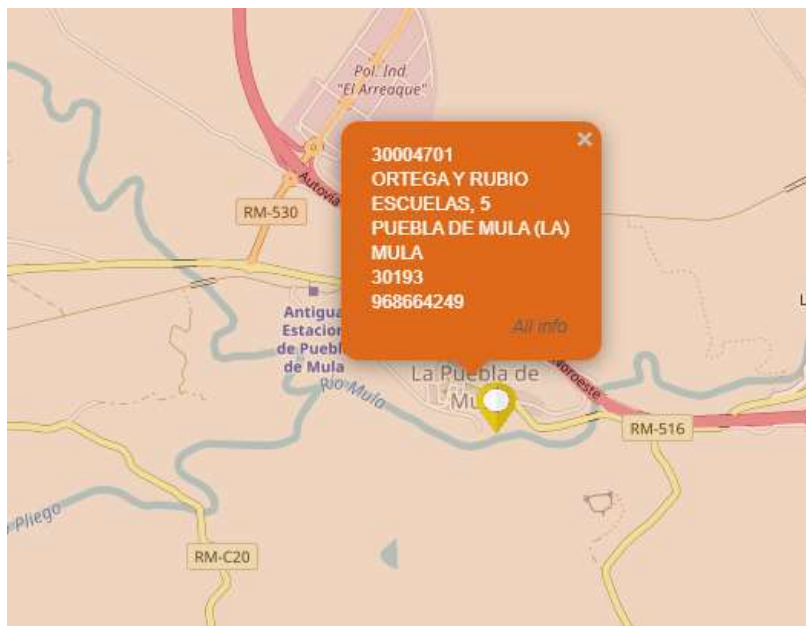 Pol. Ind.
"El Arreaque"
30004701
ORTEGA Y RUBIO
ESCUELAS, 5
PUEBLA DE MULA (LA)
MULA
30193
968664249
All info
×
Autovía
RM-530
Antigua
Estación
de Puebla
de Mula
Noroeste
La Puebla de
Mu
Río Mula
RM-516
L
Pliego
RM-C20